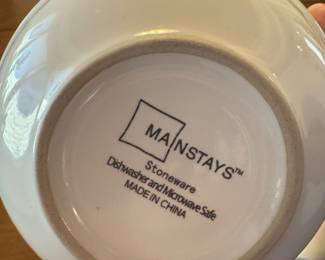 MAINSTAYS™
Stoneware
Dishwasher and Microwave Safe
MADE IN CHINA